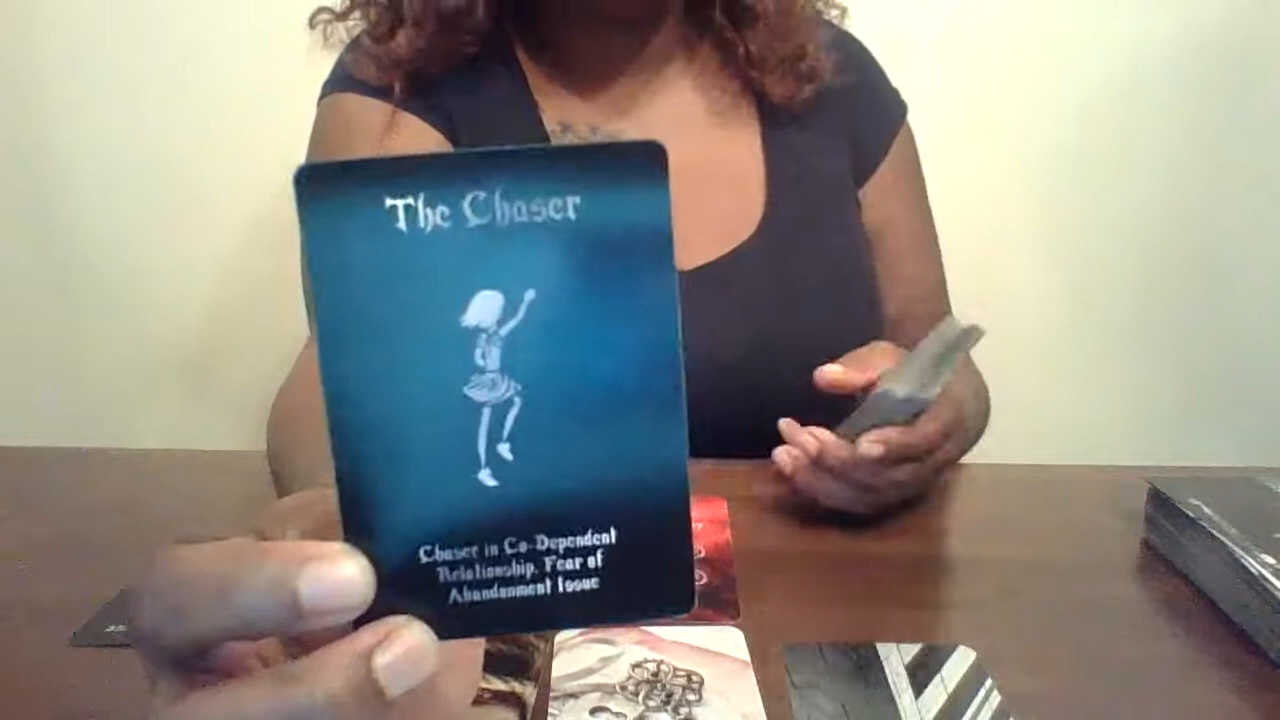 The Chaser
Chaser in Co-Dependent
Relationship. Fear of
Abandonment Issue